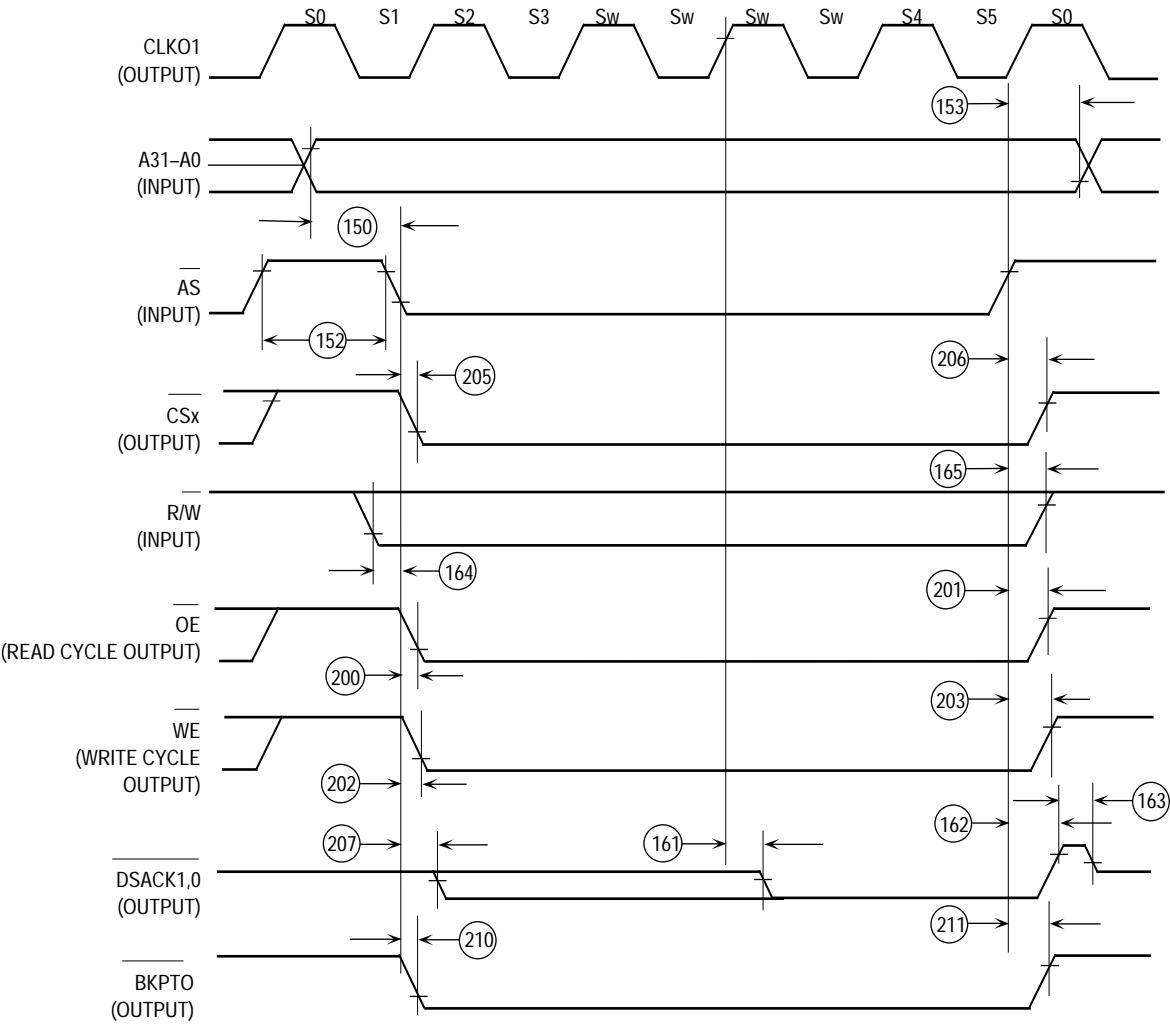 S0 S1 S2 S3 Sw Sw Sw Sw S4 S5 S0
CLKO1
(OUTPUT)
153
A31–A0
(INPUT)
150
AS
(INPUT)
152
206
205
CSx
(OUTPUT)
165
R/W
(INPUT)
164
201
OE
(READ CYCLE OUTPUT)
200
203
WE
(WRITE CYCLE
OUTPUT)
202
163
162
207 161
DSACK1,0
(OUTPUT)
211
210
BKPTO
(OUTPUT)